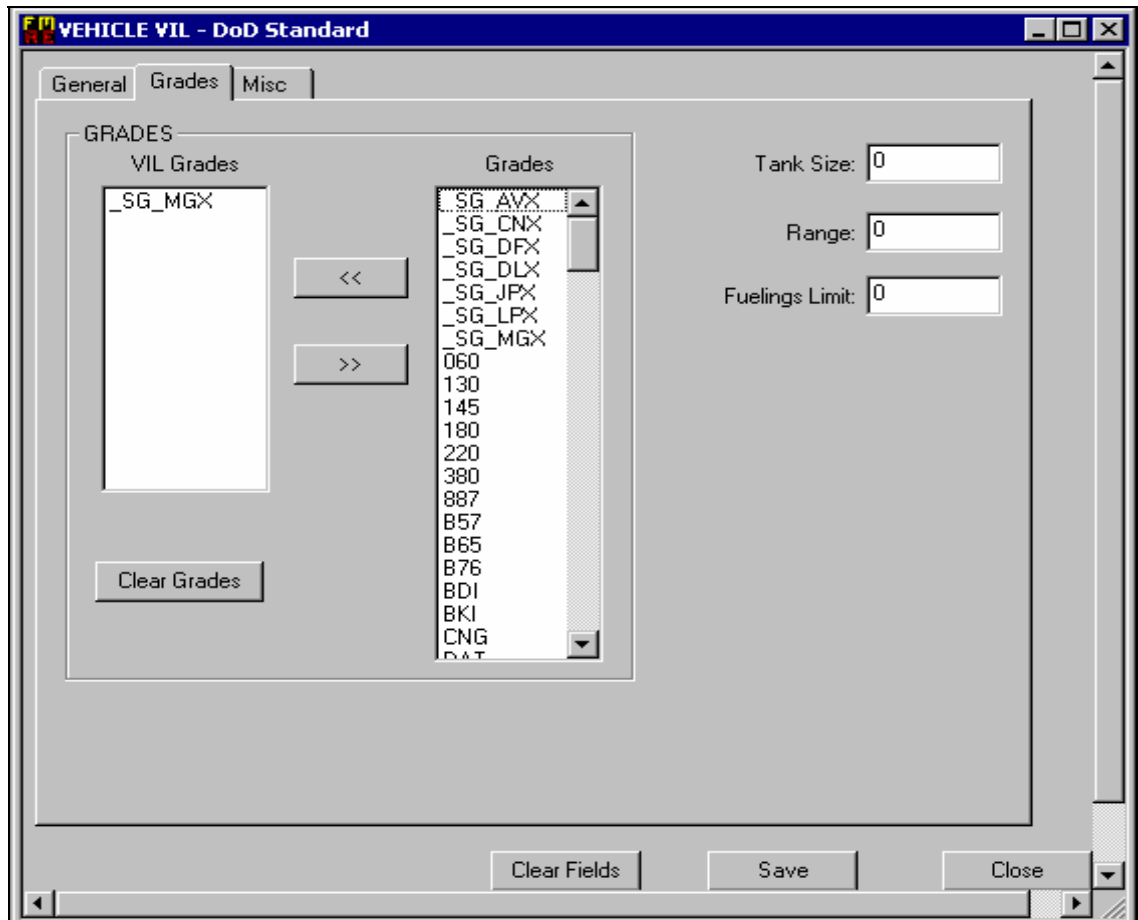 FMRE
VEHICLE VIL - DoD Standard
General Grades Misc
GRADES
VIL Grades
_SG_MGX
<<
>>
Clear Grades
Grades
_SG_AVX
_SG_CNX
_SG_DFX
_SG_DLX
_SG_JPX
_SG_LPX
_SG_MGX
060
130
145
180
220
380
887
B57
B65
B76
BDI
BKI
CNG
Tank Size: 0
Range: 0
Fuelings Limit: 0
Clear Fields Save Close